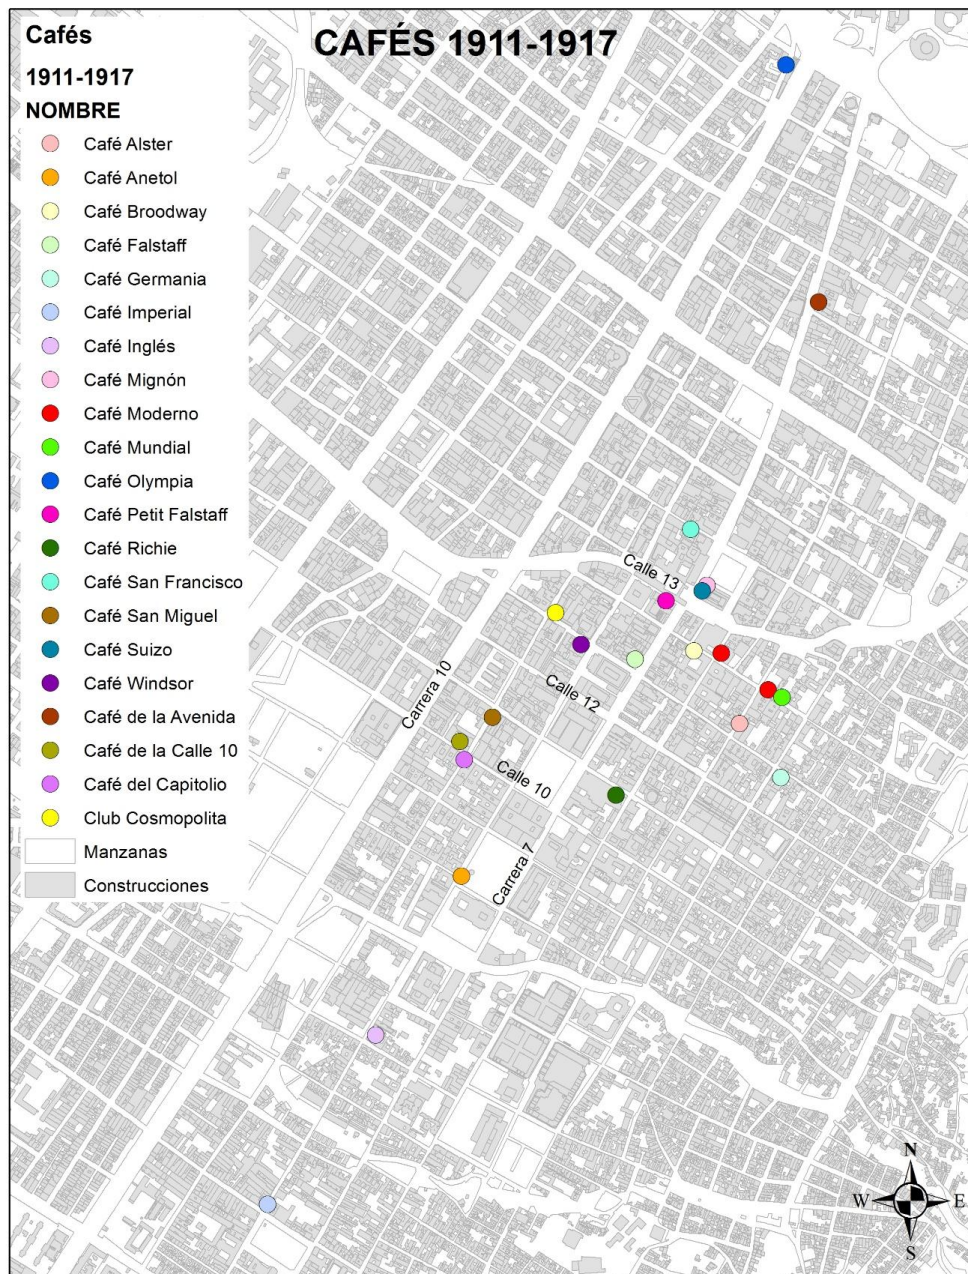 CAFÉS 1911-1917
Cafés
1911-1917
NOMBRE
Café Alster
Café Anetol
Café Broodway
Café Falstaff
Café Germania
Café Imperial
Café Inglés
Café Mignón
Café Moderno
Café Mundial
Café Olympia
Café Petit Falstaff
Café Richie
Café San Francisco
Café San Miguel
Café Suizo
Café Windsor
Café de la Avenida
Café de la Calle 10
Café del Capitolio
Club Cosmopolita
Manzanas
Construcciones
Calle 13
Carrera 10
Calle 12
Calle 10
Carrera 7
N
W
E
S